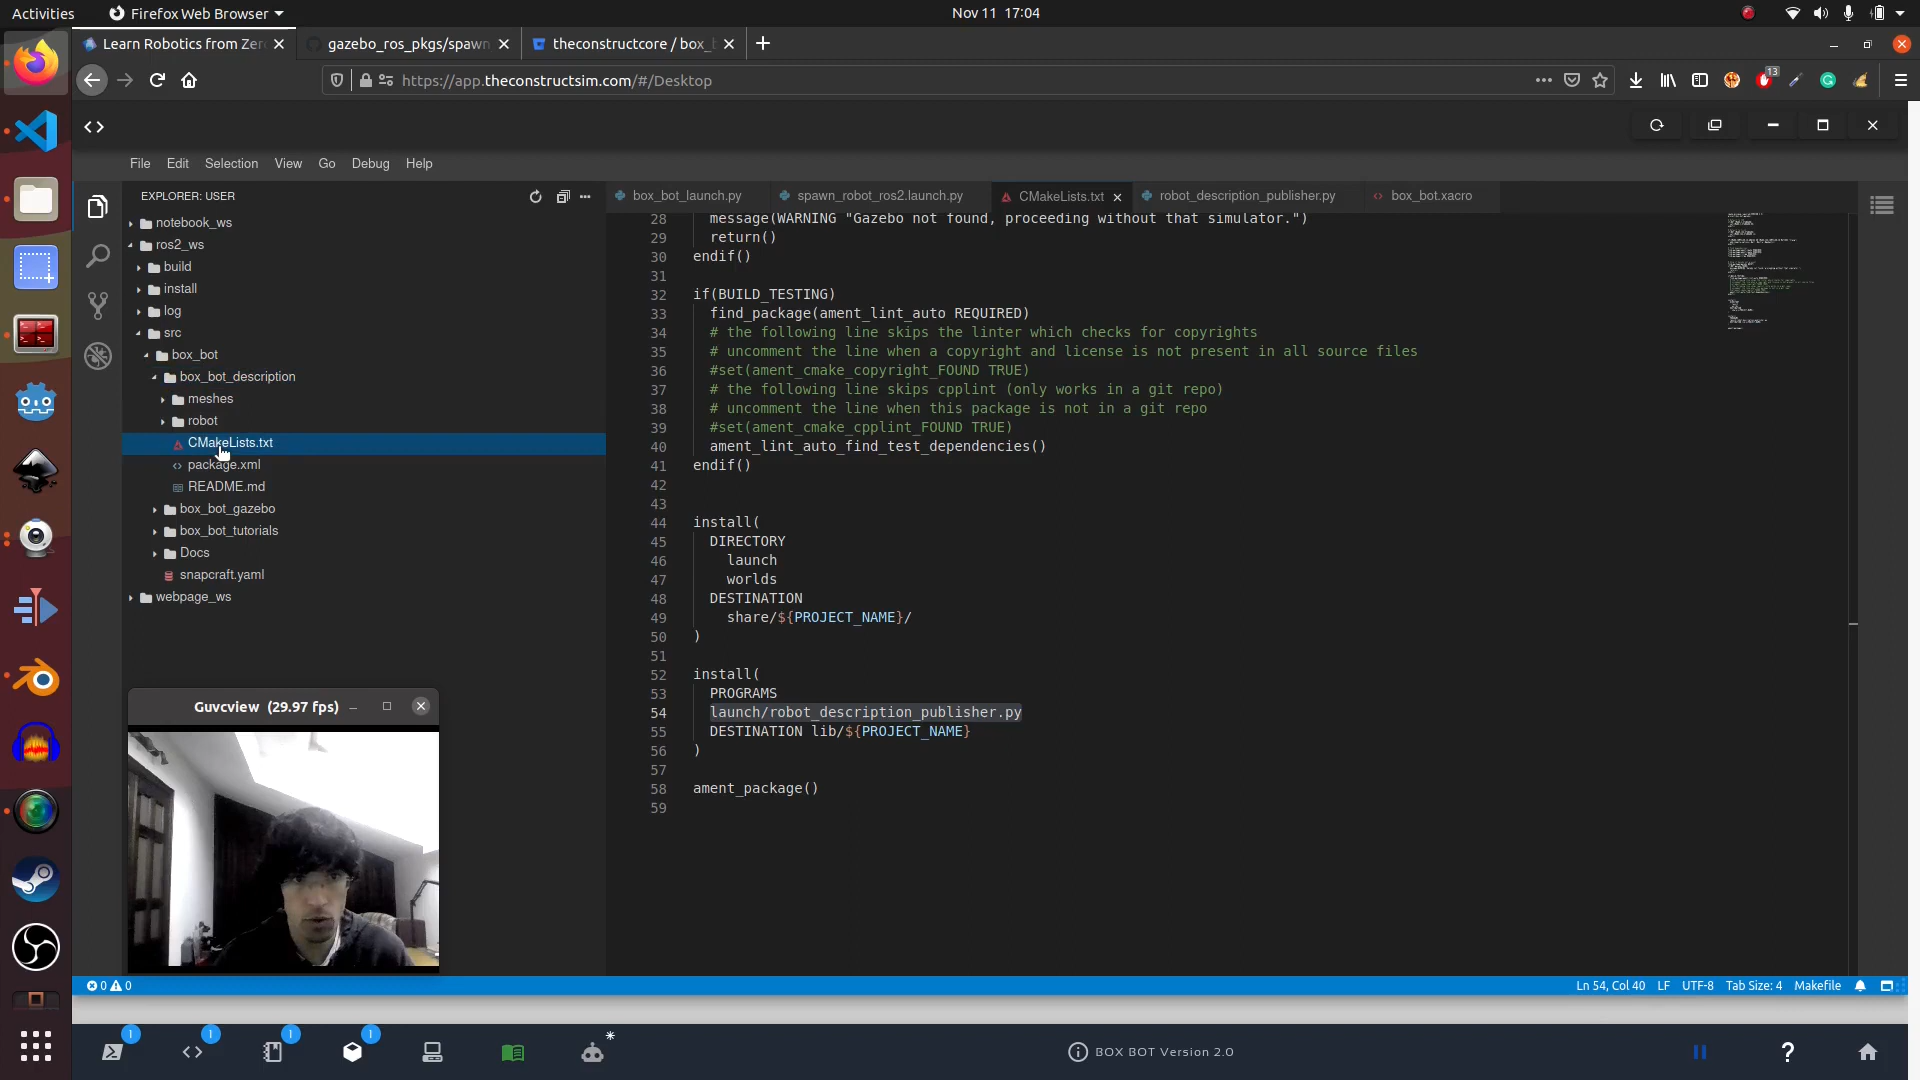 Activities
Firefox Web Browser
Nov 11 17:04
Learn Robotics from Zer
gazebo_ros_pkgs/spawn
theconstructcore / box_b
https://app.theconstructsim.com/#/Desktop
13
File Edit Selection View Go Debug Help
EXPLORER: USER
notebook_ws
ros2_ws
build
install
log
src
box_bot
box_bot_description
meshes
robot
CMakeLists.txt
package.xml
README.md
box_bot_gazebo
box_bot_tutorials
Docs
snapcraft.yaml
webpage_ws
box_bot_launch.py
spawn_robot_ros2.launch.py
CMakeLists.txt
robot_description_publisher.py
box_bot.xacro
28 message(WARNING "Gazebo not found, proceeding without that simulator.")
29 return()
30 endif()
31
32 if(BUILD_TESTING)
33 find_package(ament_lint_auto REQUIRED)
34 # the following line skips the linter which checks for copyrights
35 # uncomment the line when a copyright and license is not present in all source files
36 #set(ament_cmake_copyright_FOUND TRUE)
37 # the following line skips cpplint (only works in a git repo)
38 # uncomment the line when this package is not in a git repo
39 #set(ament_cmake_cpplint_FOUND TRUE)
40 ament_lint_auto_find_test_dependencies()
41 endif()
42
43
44 install(
45 DIRECTORY
46 launch
47 worlds
48 DESTINATION
49 share/${PROJECT_NAME}/
50 )
51
52 install(
53 PROGRAMS
54 launch/robot_description_publisher.py
55 DESTINATION lib/${PROJECT_NAME}
56 )
57
58 ament_package()
59
Guvcview (29.97 fps)
0 0
Ln 54, Col 40 LF UTF-8 Tab Size: 4 Makefile
1 1 1 1 *
BOX BOT Version 2.0
?